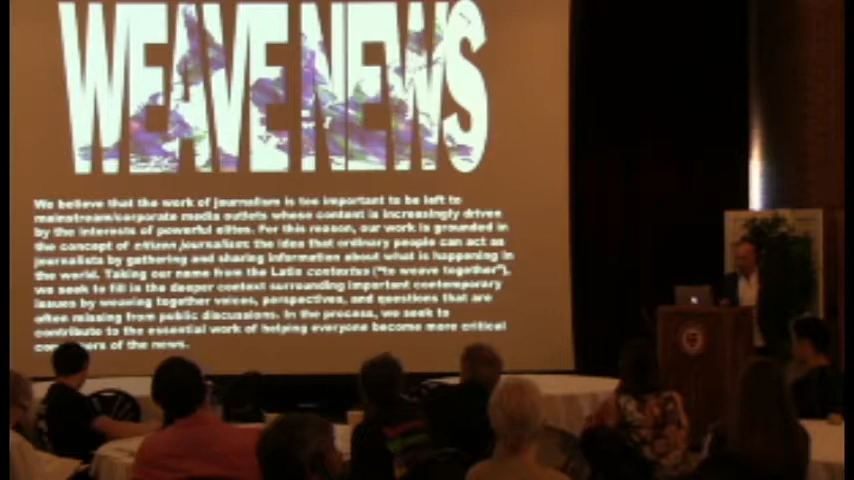 WEAVE NEWS
We believe that the work of journalism is too important to be left to
mainstream/corporate media outlets whose content is increasingly driven
by the interests of powerful elites. For this reason, our work is grounded in
the concept of citizen journalism: the idea that ordinary people can act as
journalists by gathering and sharing information about what is happening in
the world. Taking our name from the Latin contextus ("to weave together"),
we seek to fill in the deeper context surrounding important contemporary
issues by weaving together voices, perspectives, and questions that are
often missing from public discussions. In the process, we seek to
contribute to the essential work of helping everyone become more critical
consumers of the news.